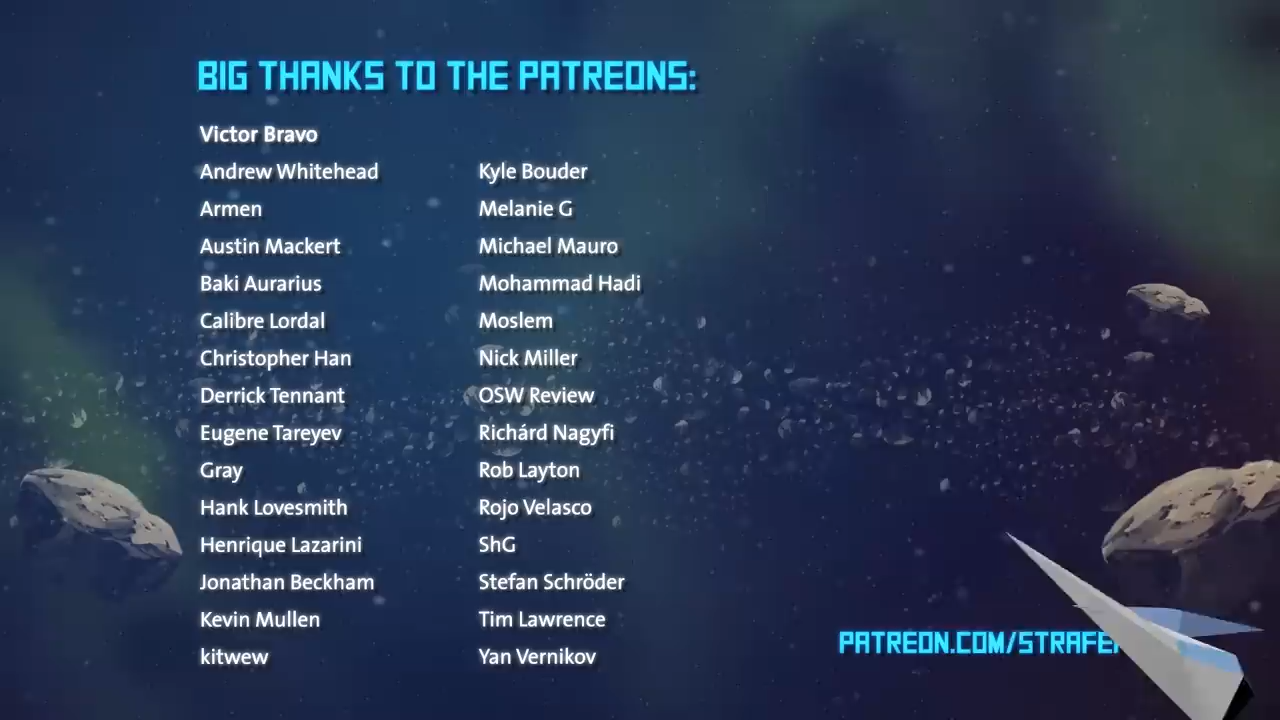 BIG THANKS TO THE PATREONS:
Victor Bravo
Andrew Whitehead
Armen
Austin Mackert
Baki Aurarius
Calibre Lordal
Christopher Han
Derrick Tennant
Eugene Tareyev
Gray
Hank Lovesmith
Henrique Lazarini
Jonathan Beckham
Kevin Mullen
kitwew
Kyle Bouder
Melanie G
Michael Mauro
Mohammad Hadi
Moslem
Nick Miller
OSW Review
Richárd Nagyfi
Rob Layton
Rojo Velasco
ShG
Stefan Schröder
Tim Lawrence
Yan Vernikov